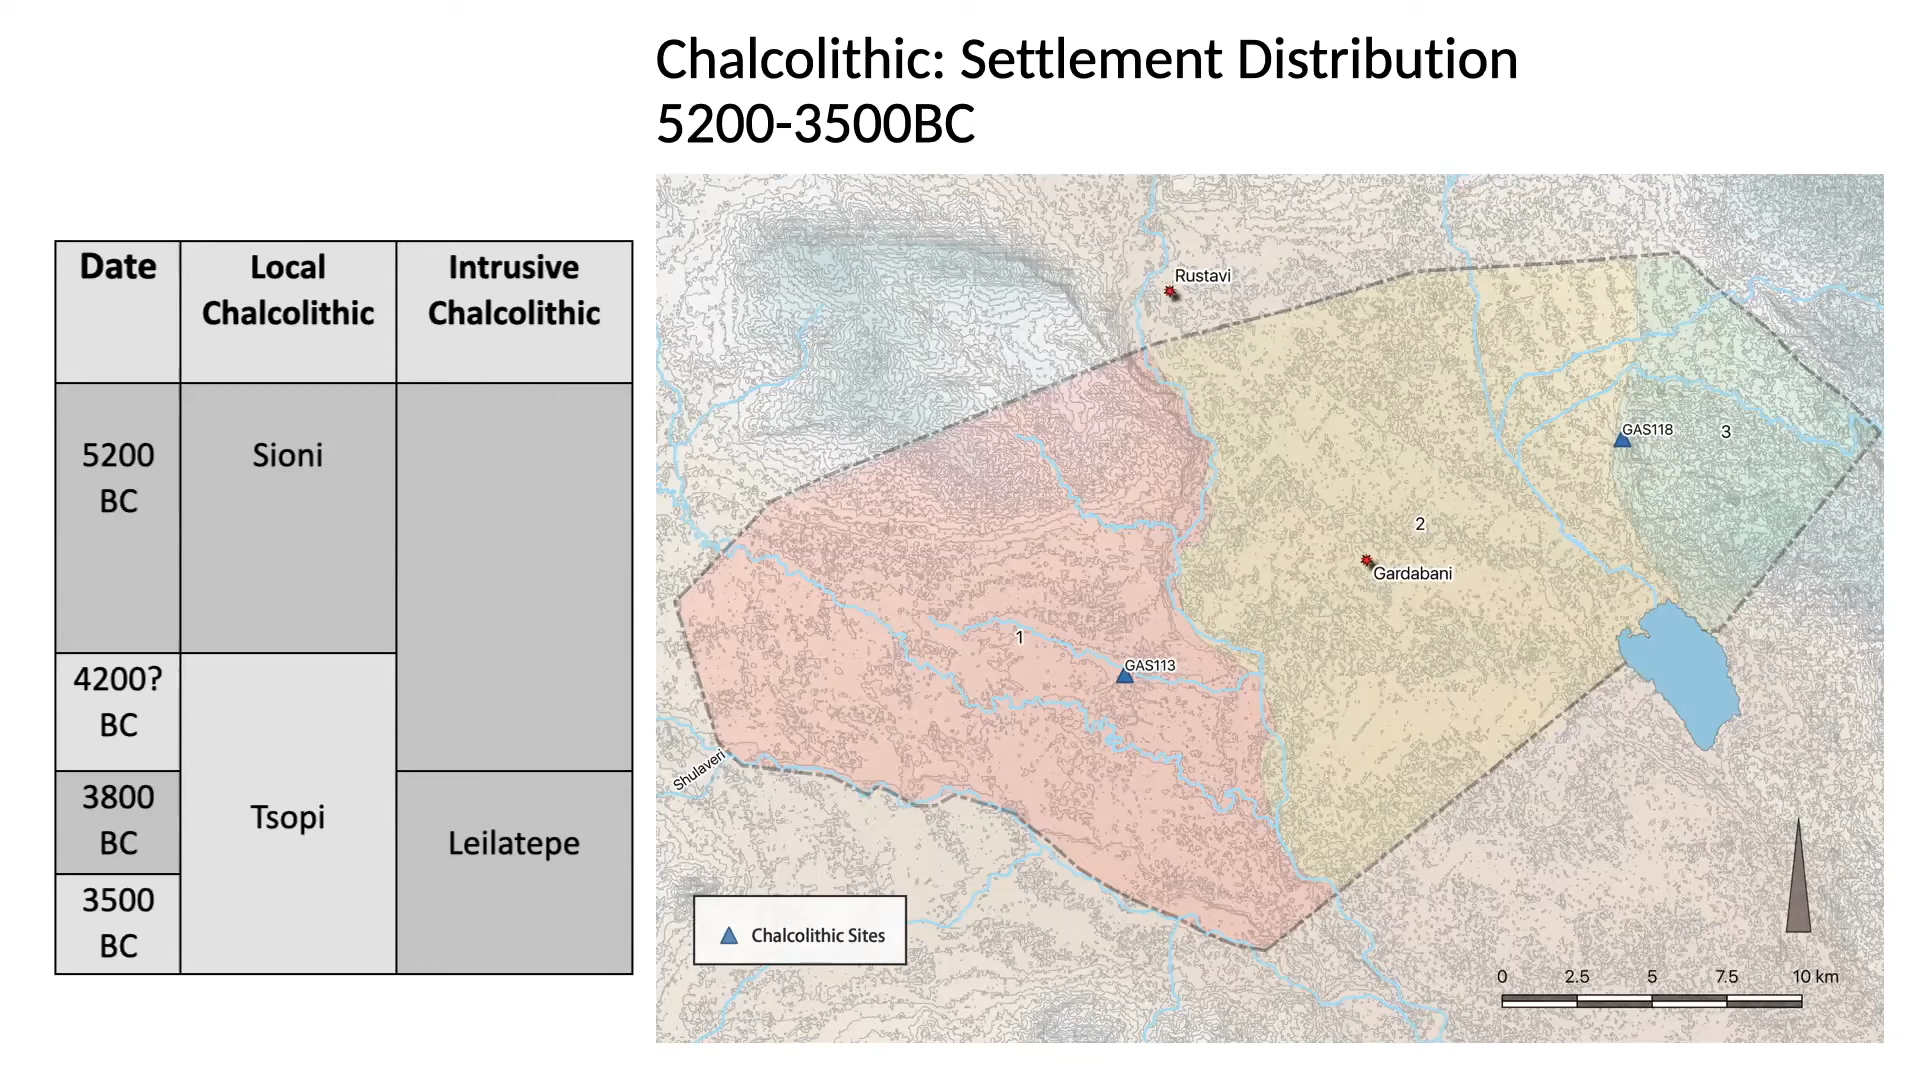 Chalcolithic: Settlement Distribution
5200-3500BC
Date
Local
Chalcolithic
Intrusive
Chalcolithic
5200
BC
Sioni
4200?
BC
Tsopi
3800
BC
Leilatepe
3500
BC
Rustavi
GAS118
3
2
Gardabani
1
GAS113
Shulaveri
Chalcolithic Sites
0 2.5 5 7.5 10 km